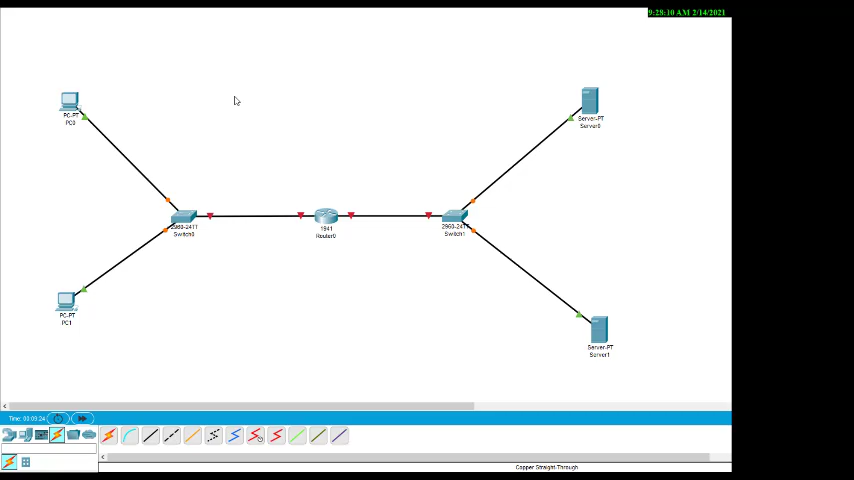 9:28:10 AM 2/14/2021
PC-PT
PC0
Server-PT
Server0
2960-24TT
Switch0
1941
Router0
2960-24TT
Switch1
PC-PT
PC1
Server-PT
Server1
Time: 00:09:24
Copper Straight-Through